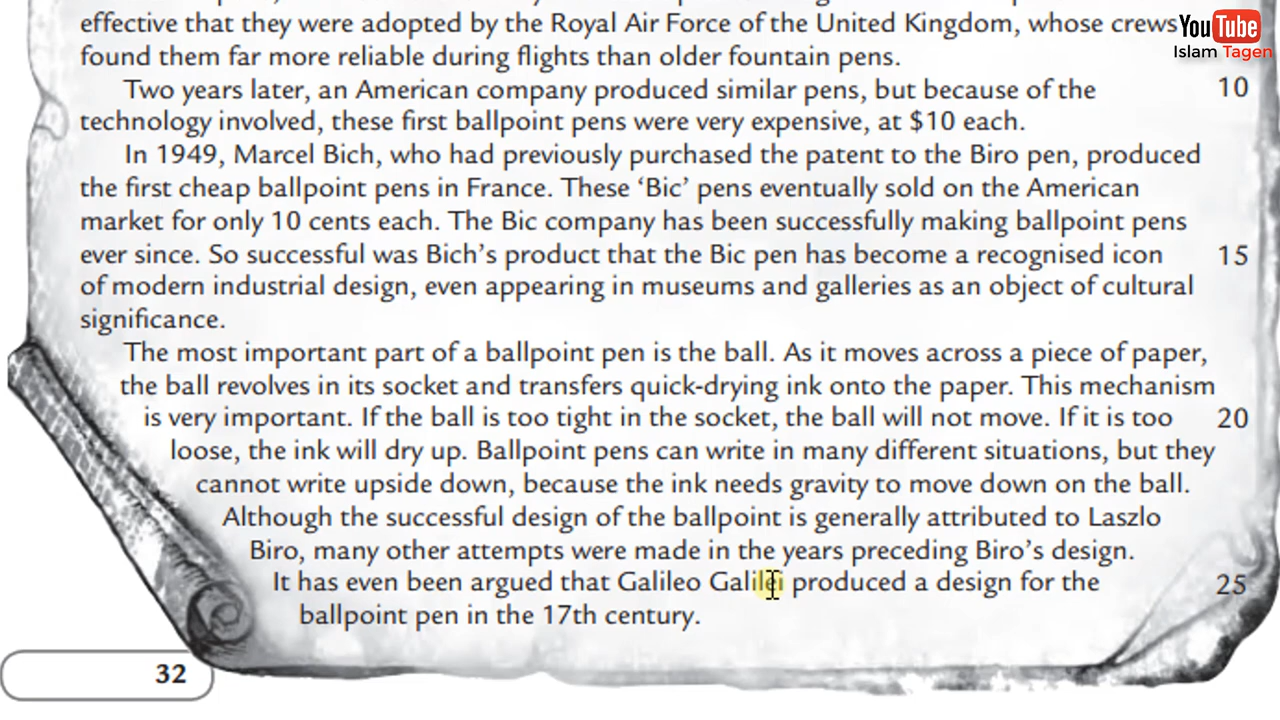 effective that they were adopted by the Royal Air Force of the United Kingdom, whose crews
YouTube
Islam Tagen
found them far more reliable during flights than older fountain pens.
Two years later, an American company produced similar pens, but because of the 10
technology involved, these first ballpoint pens were very expensive, at $10 each.
In 1949, Marcel Bich, who had previously purchased the patent to the Biro pen, produced
the first cheap ballpoint pens in France. These ‘Bic’ pens eventually sold on the American
market for only 10 cents each. The Bic company has been successfully making ballpoint pens
ever since. So successful was Bich’s product that the Bic pen has become a recognised icon 15
of modern industrial design, even appearing in museums and galleries as an object of cultural
significance.
The most important part of a ballpoint pen is the ball. As it moves across a piece of paper,
the ball revolves in its socket and transfers quick-drying ink onto the paper. This mechanism
is very important. If the ball is too tight in the socket, the ball will not move. If it is too 20
loose, the ink will dry up. Ballpoint pens can write in many different situations, but they
cannot write upside down, because the ink needs gravity to move down on the ball.
Although the successful design of the ballpoint is generally attributed to Laszlo
Biro, many other attempts were made in the years preceding Biro’s design.
It has even been argued that Galileo Galilei produced a design for the 25
ballpoint pen in the 17th century.
32